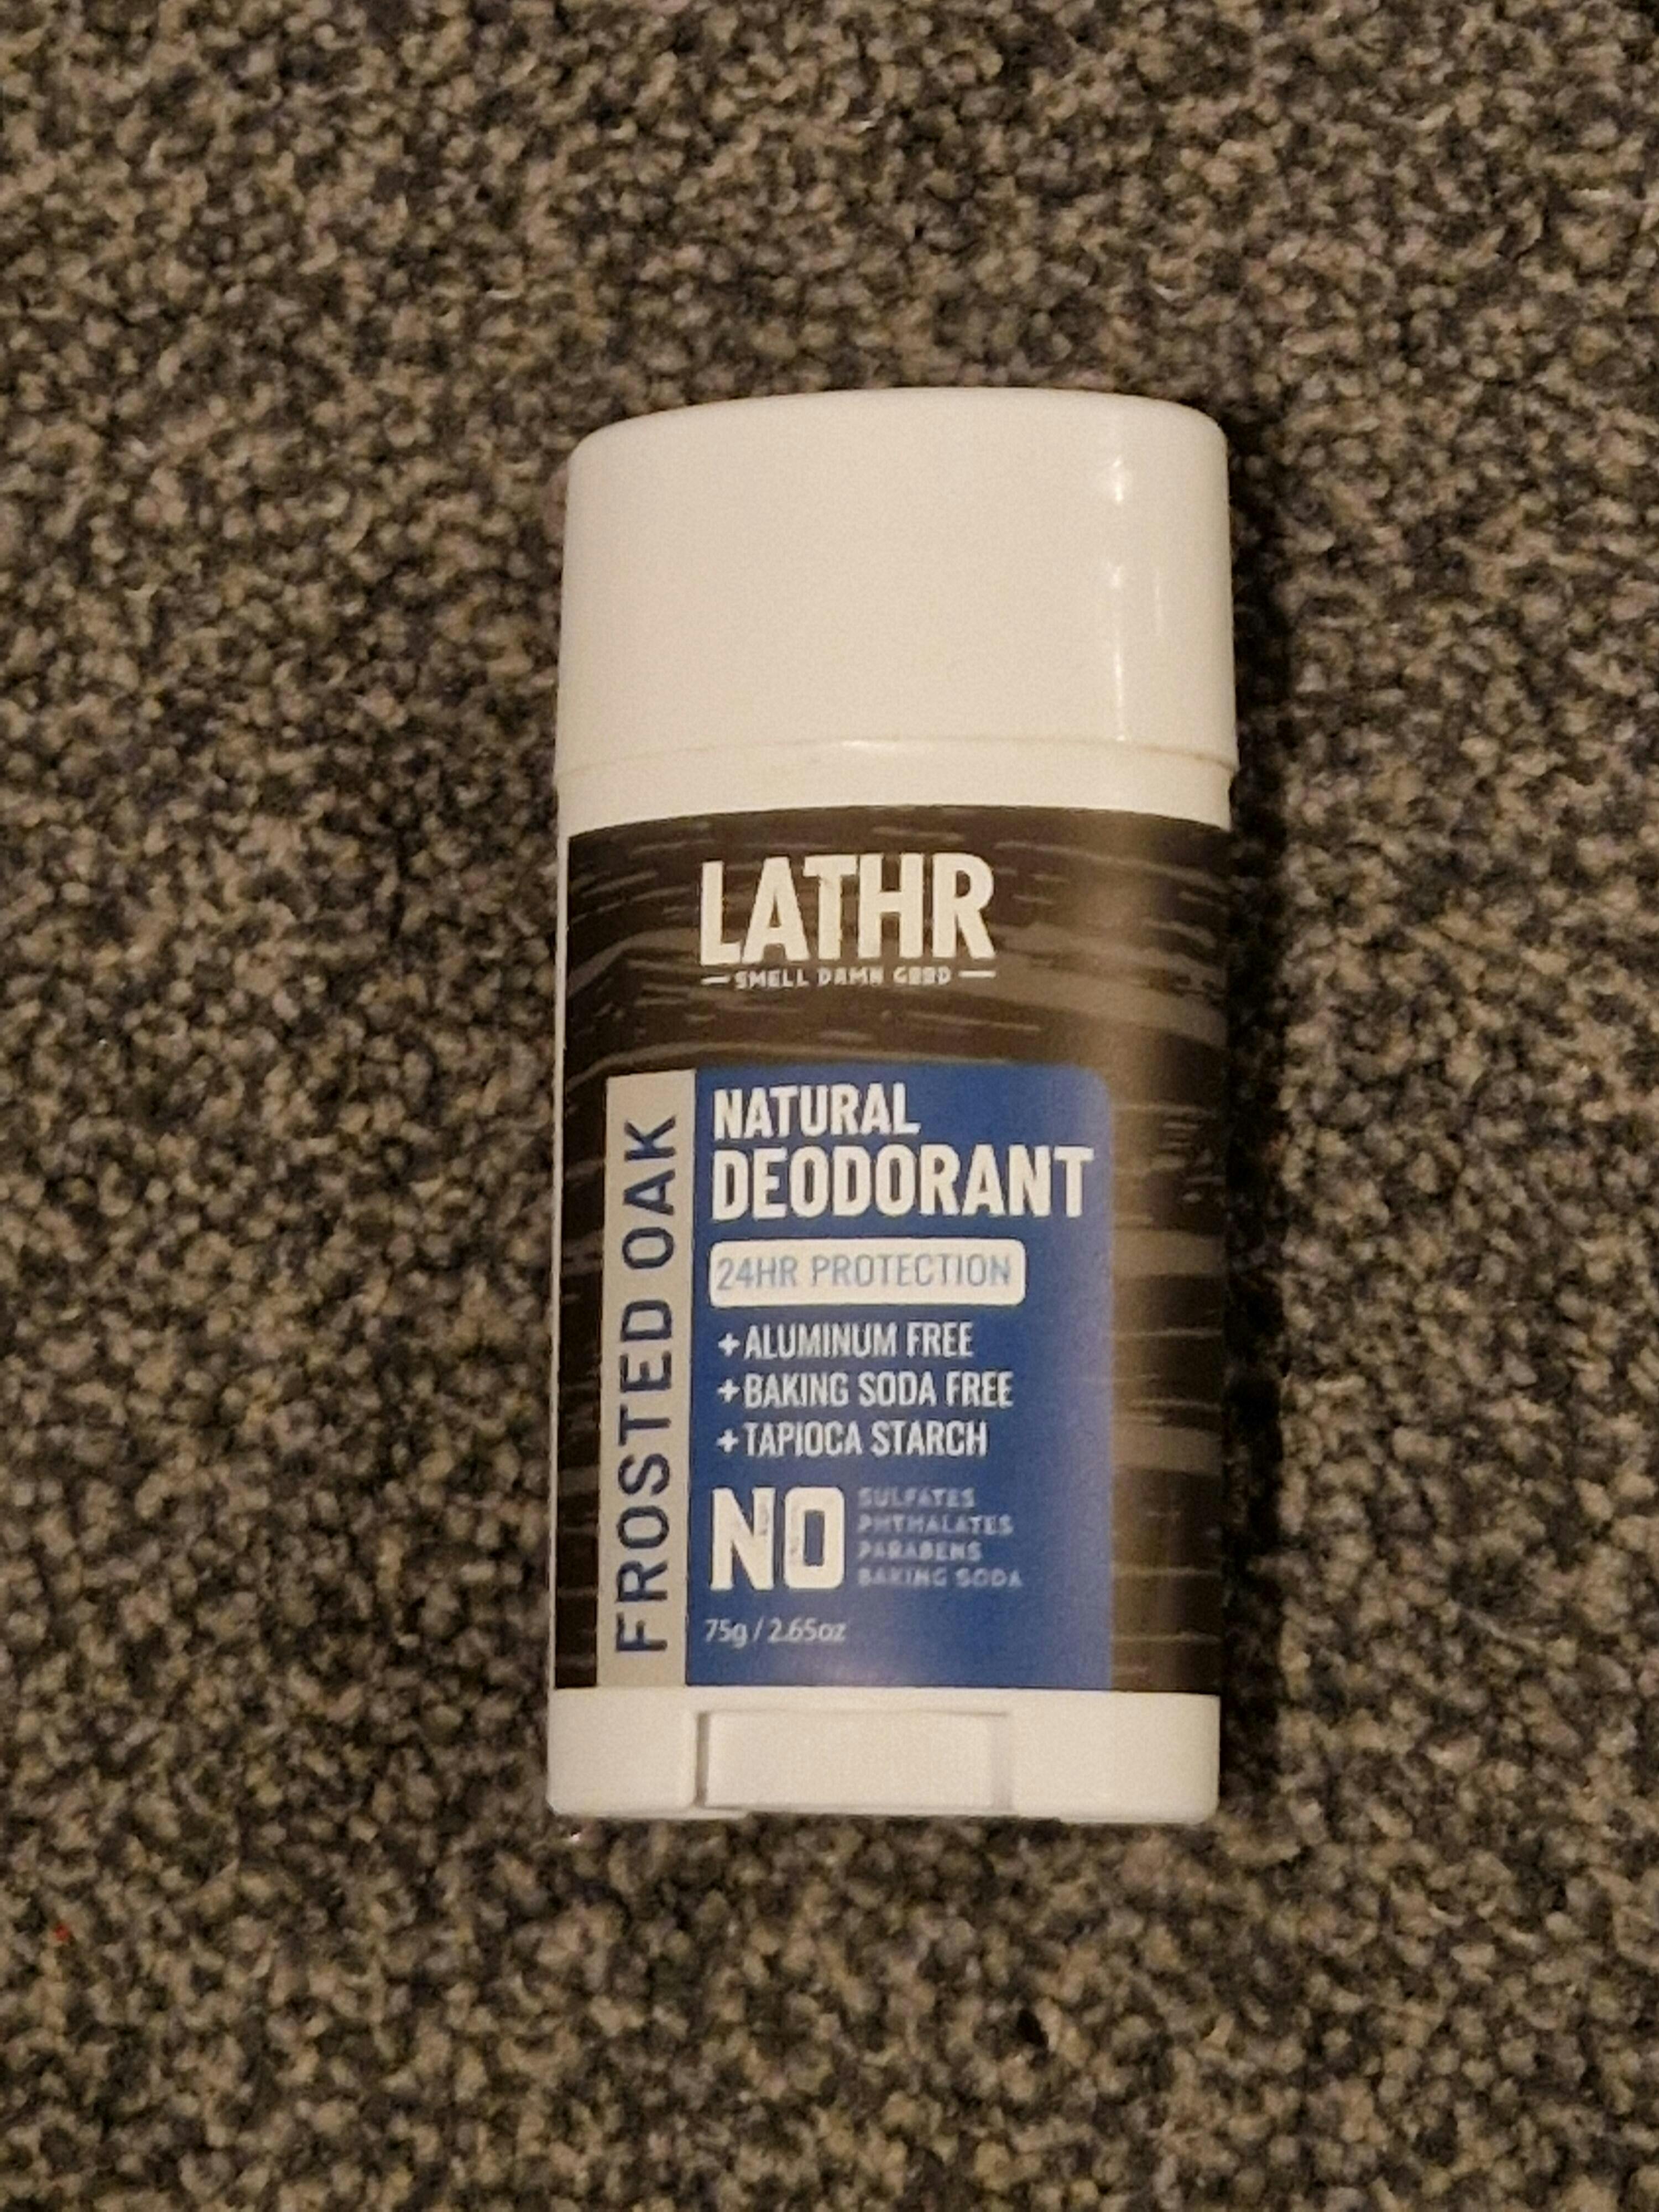 LATHR
SMELL DAMN GOOD
FROSTED OAK
NATURAL
DEODORANT
24HR PROTECTION
+ALUMINUM FREE
+BAKING SODA FREE
+TAPIOCA STARCH
NO
SULFATES
PHTHALATES
PARABENS
BAKING SODA
75g / 2.65oz